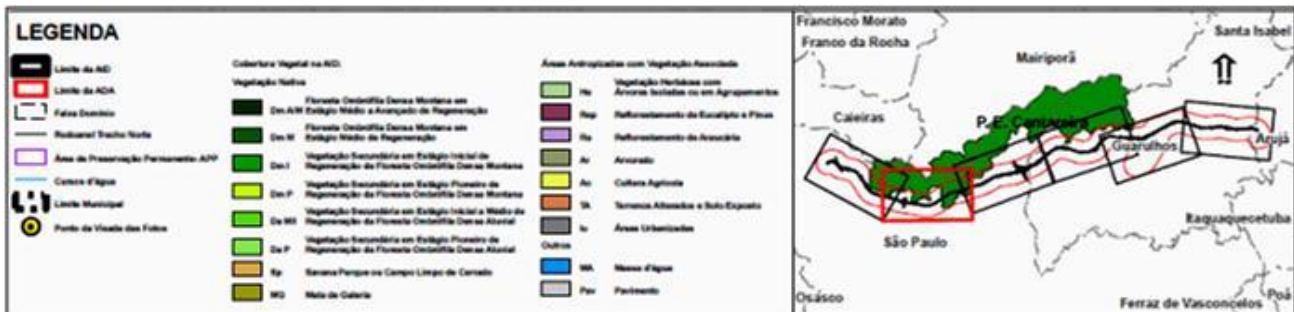 LEGENDA
Limite da AID
Limite da ADA
Faixa Domínio
Rodoanel Trecho Norte
Área de Preservação Permanente- APP
Cursos d'água
Limite Municipal
Ponto da Visada das Fotos
Cobertura Vegetal na AID.
Vegetação Nativa
Dm A/M Floresta Ombrófila Densa Montana em
Estágio Médio a Avançado de Regeneração
Dm M Floresta Ombrófila Densa Montana em
Estágio Médio de Regeneração
Dm I Vegetação Secundária em Estágio Inicial de
Regeneração da Floresta Ombrófila Densa Montana
Dm P Vegetação Secundária em Estágio Pioneiro de
Regeneração da Floresta Ombrófila Densa Montana
Da M/I Vegetação Secundária em Estágio Inicial a Médio de
Regeneração da Floresta Ombrófila Densa Aluvial
Da P Vegetação Secundária em Estágio Pioneiro de
Regeneração da Floresta Ombrófila Densa Aluvial
Sp Savana Parque ou Campo Limpo de Cerrado
MG Mata de Galeria
Áreas Antropizadas com Vegetação Associada
Vegetação Herbácea com
Árvores Isoladas ou em Agrupamentos
Rep Reflorestamento de Eucalipto e Pinus
Ra Reflorestamento de Araucária
Ar Arvoredo
Ac Cultura Agrícola
TA Terrenos Alterados e Solo Exposto
Áreas Urbanizadas
Outros
MA Massa d'água
Pav Pavimento
Francisco Morato
Franco da Rocha
Santa Isabel
Mairiporã
Caieiras
P. E. Cantareira
Guarulhos
Arujá
Itaquaquecetuba
São Paulo
Osásco
Ferraz de Vasconcelos
Poá